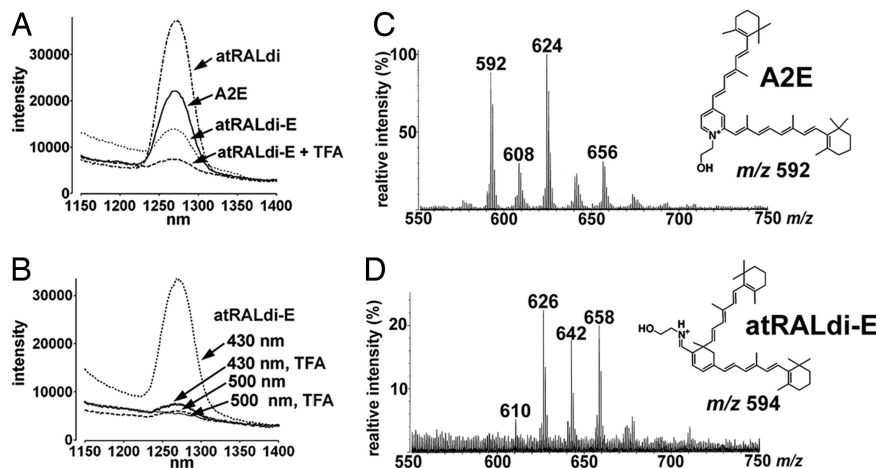 A
intensity
30000
20000
10000
0
1150 1200 1250 1300 1350 1400
nm
atRALdi
A2E
atRALdi-E
atRALdi-E + TFA
B
intensity
30000
20000
10000
0
1150 1200 1250 1300 1350 1400
nm
atRALdi-E
430 nm
430 nm, TFA
500 nm
500 nm, TFA
C
realtive intensity (%)
100
50
592
608
624
656
550 600 650 700 750 m/z
A2E
N+
OH
m/z 592
D
realtive intensity (%)
20
10
610
626
642
658
550 600 650 700 750 m/z
HO
H
N+
atRALdi-E
m/z 594